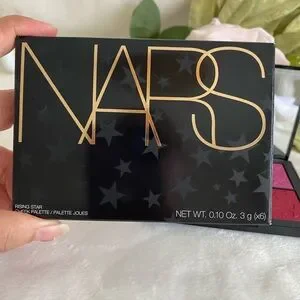 NARS
RISING STAR
CHEEK PALETTE / PALETTE JOUES
NET WT. 0.10 Oz. 3 g (x6)